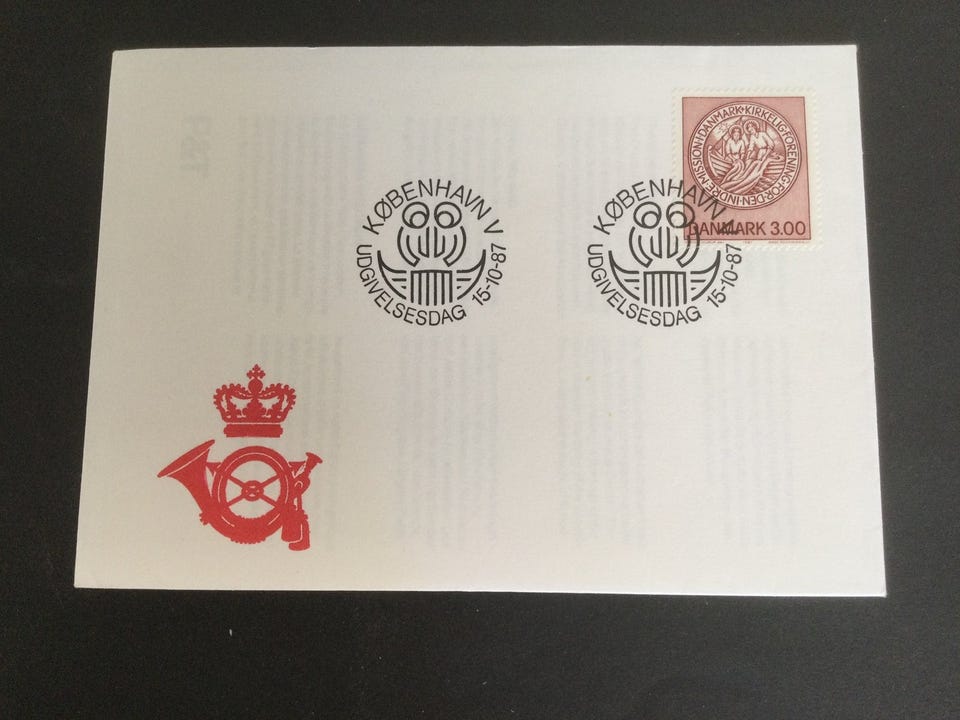 KØBENHAVN V
UDGIVELSESDAG 15-10-87
KØBENHAVN V
UDGIVELSESDAG 15-10-87
KIRKELIG·FORENING·FOR·DEN·INDRE·MISSION·I·DANMARK
DANMARK 3.00
1987